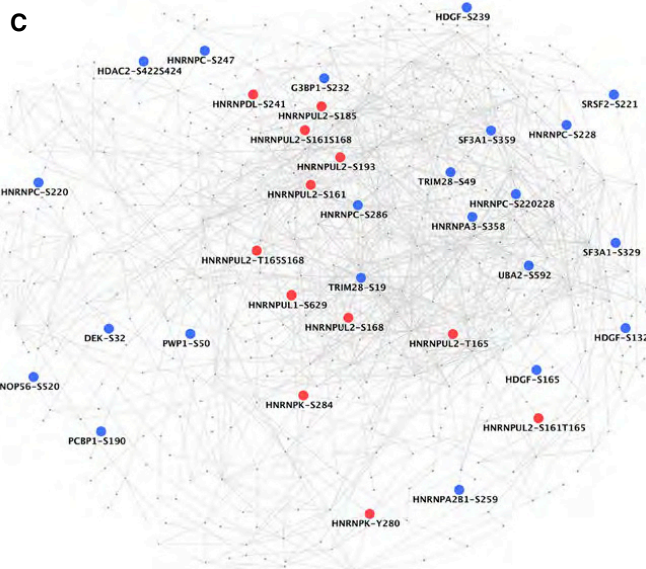 C
HDGF-S239
HNRNPC-S247
HDAC2-S422S424
G3BP1-S232
HNRNPDL-S241
SRSF2-S221
HNRNPUL2-S185
HNRNPUL2-S161S168
SF3A1-S359
HNRNPC-S228
HNRNPUL2-S193
TRIM28-S49
HNRNPC-S220
HNRNPUL2-S161
HNRNPC-S220228
HNRNPC-S286
HNRNPA3-S358
SF3A1-S329
HNRNPUL2-T165S168
UBA2-S592
TRIM28-S19
HNRNPUL1-S629
HNRNPUL2-S168
DEK-S32
PWP1-S50
HNRNPUL2-T165
HDGF-S132
HDGF-S165
NOP56-S520
HNRNPK-S284
HNRNPUL2-S161T165
PCBP1-S190
HNRNPA2B1-S259
HNRNPK-Y280